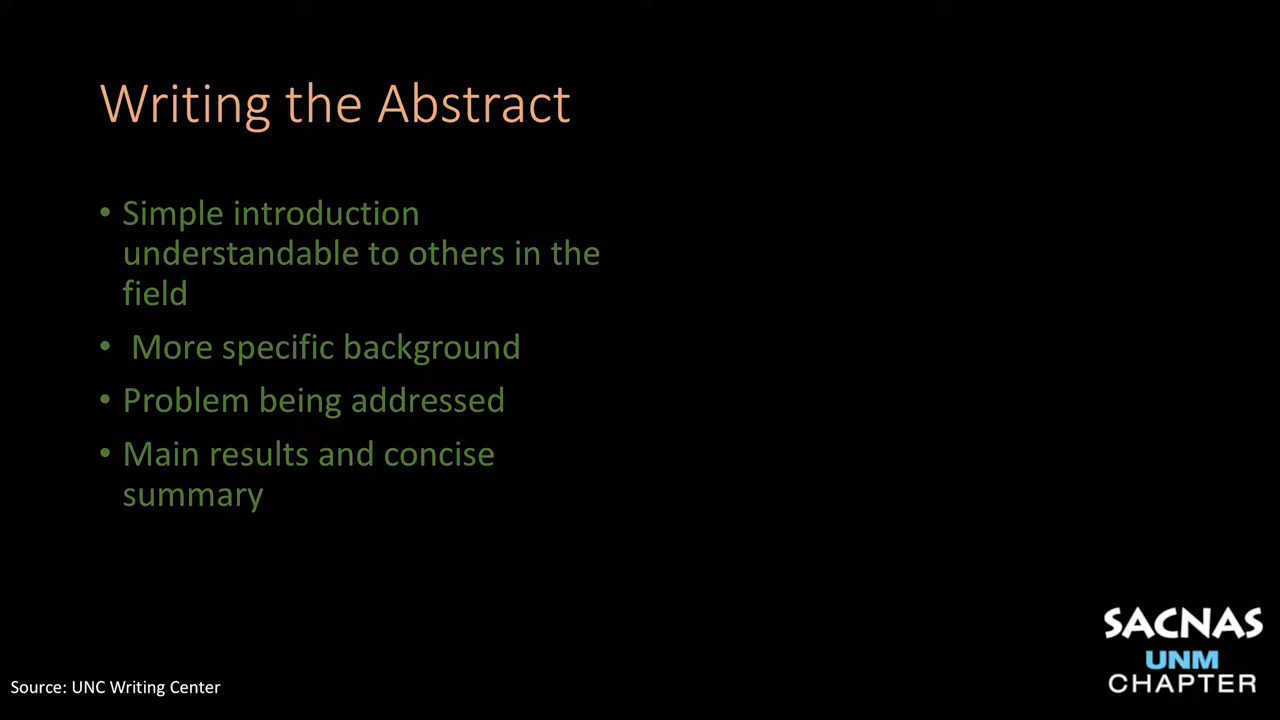 Writing the Abstract
• Simple introduction
understandable to others in the
field
• More specific background
• Problem being addressed
• Main results and concise
summary
SACNAS
UNM
CHAPTER
Source: UNC Writing Center